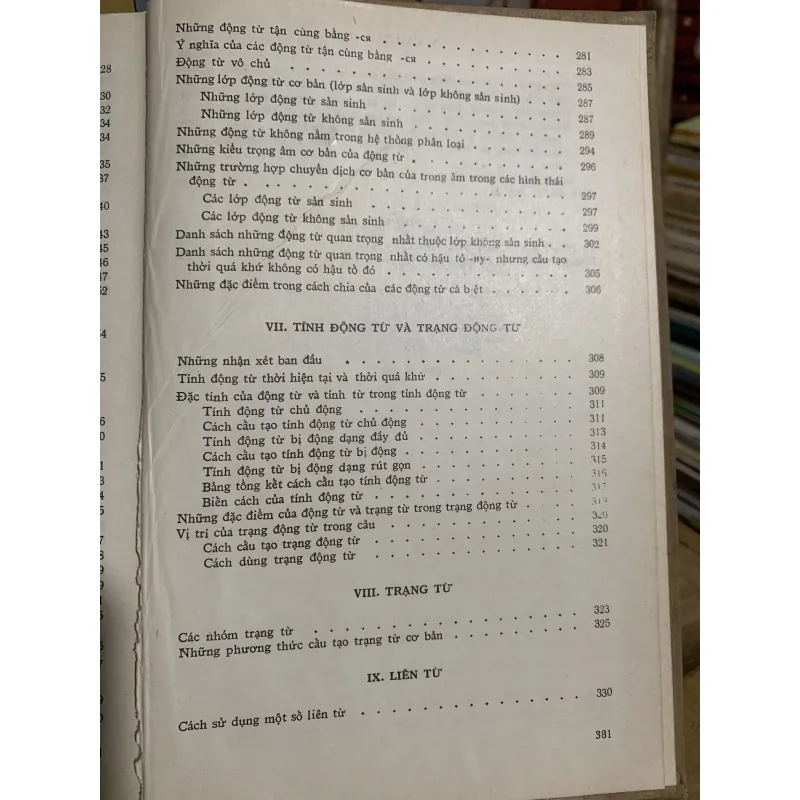 Những động từ tận cùng bằng -ся . . . . . . . . . . . . 281
Ý nghĩa của các động từ tận cùng bằng -ся . . . . . . . . . . 283
Động từ vô chủ . . . . . . . . . . . . . . . . 285
Những lớp động từ cơ bản (lớp sản sinh và lớp không sản sinh) . . . 287
Những lớp động từ sản sinh . . . . . . . . . . . . 287
Những lớp động từ không sản sinh . . . . . . . . . . 289
Những động từ không nằm trong hệ thống phân loại . . . . . . 294
Những kiểu trọng âm cơ bản của động từ . . . . . . . . . . 296
Những trường hợp chuyển dịch cơ bản của trong âm trong các hình thái
động từ . . . . . . . . . . . . . . . . . . 297
Các lớp động từ sản sinh . . . . . . . . . . . . 297
Các lớp động từ không sản sinh . . . . . . . . . . 299
Danh sách những động từ quan trọng nhất thuộc lớp không sản sinh . . 302
Danh sách những động từ quan trọng nhất có hậu tố -ну- nhưng cấu tạo
thời quá khứ không có hậu tố đó . . . . . . . . . . . 305
Những đặc điểm trong cách chia của các động từ cá biệt . . . . . . 306
VII. TÍNH ĐỘNG TỪ VÀ TRẠNG ĐỘNG TỪ
Những nhận xét ban đầu . . . . . . . . . . . . . . 308
Tính động từ thời hiện tại và thời quá khứ . . . . . . . . . . 309
Đặc tính của động từ và tính từ trong tính động từ . . . . . . . . 309
Tính động từ chủ động . . . . . . . . . . . . . . 311
Cách cấu tạo tính động từ chủ động . . . . . . . . . . 311
Tính động từ bị động dạng đầy đủ . . . . . . . . . . 313
Cách cấu tạo tính động từ bị động . . . . . . . . . . 314
Tính động từ bị động dạng rút gọn . . . . . . . . . . 315
Bảng tổng kết cách cấu tạo tính động từ . . . . . . . . . 315
Biến cách của tính động từ . . . . . . . . . . . . 317
Những đặc điểm của động từ và trạng từ trong trạng động từ . . . . 319
Vị trí của trạng động từ trong câu . . . . . . . . . . . . 320
Cách cấu tạo trạng động từ . . . . . . . . . . . . 320
Cách dùng trạng động từ . . . . . . . . . . . . . 321
VIII. TRẠNG TỪ
Các nhóm trạng từ . . . . . . . . . . . . . . . . 323
Những phương thức cấu tạo trạng từ cơ bản . . . . . . . . . 325
IX. LIÊN TỪ
Cách sử dụng một số liên từ . . . . . . . . . . . . . 330
381